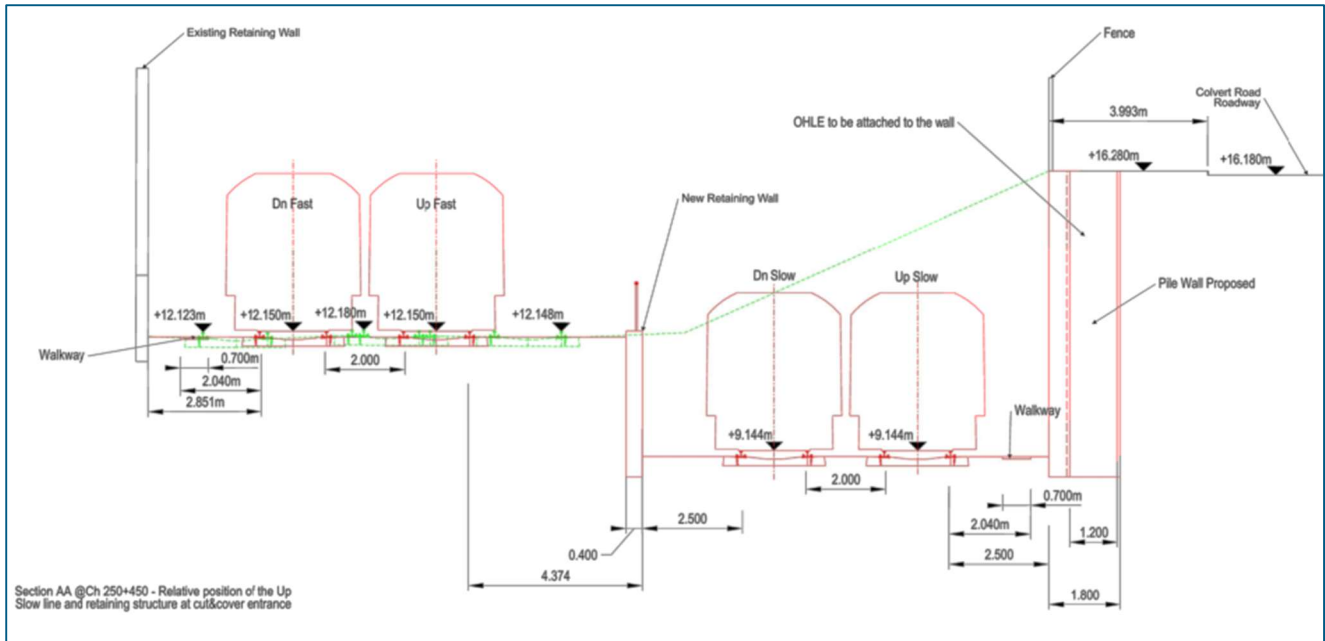 Existing Retaining Wall
Fence
Colvert Road
Roadway
3.993m
OHLE to be attached to the wall
+16.280m
+16.180m
Dn Fast
Up Fast
New Retaining Wall
Dn Slow
Up Slow
Pile Wall Proposed
+12.123m
+12.150m
+12.180m
+12.150m
+12.148m
Walkway
0.700m
2.000
2.040m
2.851m
Walkway
+9.144m
+9.144m
2.000
0.700m
2.500
2.040m
1.200
0.400
2.500
4.374
1.800
Section AA @Ch 250+450 - Relative position of the Up
Slow line and retaining structure at cut&cover entrance